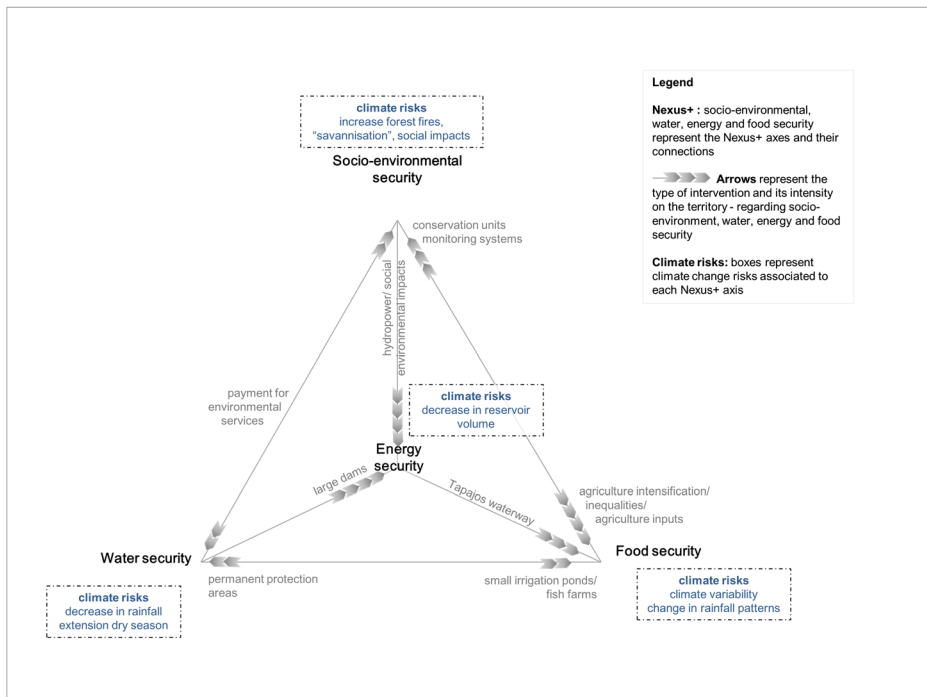 climate risks
increase forest fires,
“savannisation”, social impacts
Socio-environmental
security
Legend
Nexus+ : socio-environmental,
water, energy and food security
represent the Nexus+ axes and their
connections
Arrows represent the
type of intervention and its intensity
on the territory - regarding socio-
environment, water, energy and food
security
Climate risks: boxes represent
climate change risks associated to
each Nexus+ axis
conservation units
monitoring systems
hydropower/ social
environmental impacts
payment for
environmental
services
climate risks
decrease in reservoir
volume
Energy
security
large dams
Tapajos waterway
agriculture intensification/
inequalities/
agriculture inputs
Water security
Food security
permanent protection
areas
small irrigation ponds/
fish farms
climate risks
decrease in rainfall
extension dry season
climate risks
climate variability
change in rainfall patterns